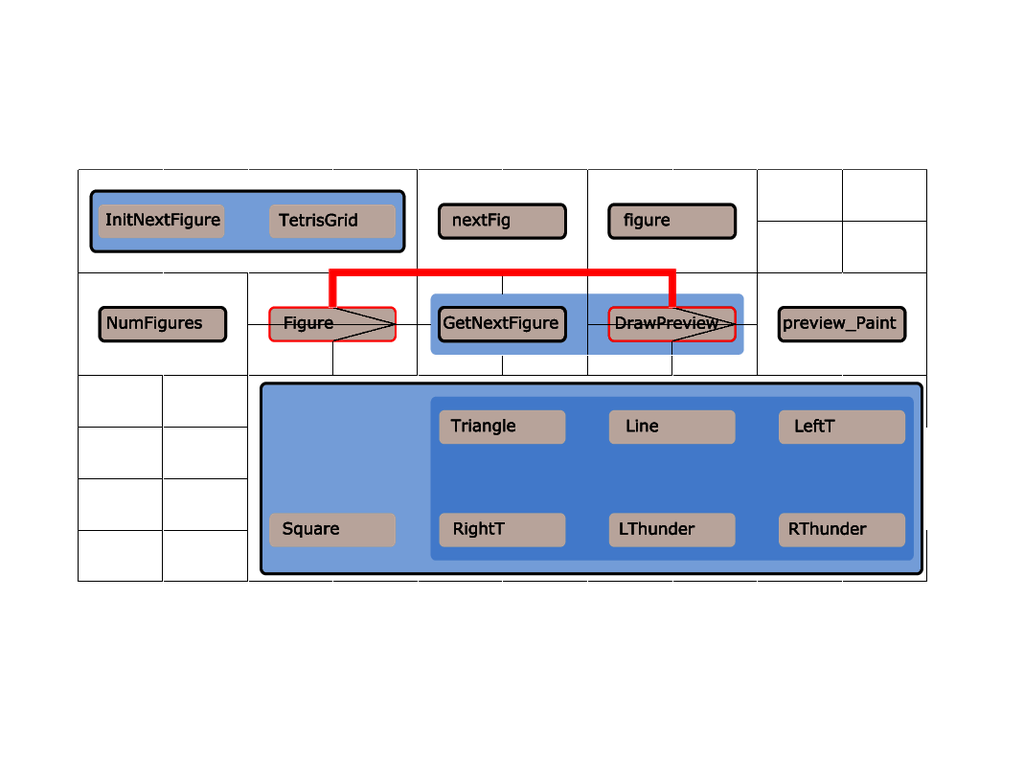 InitNextFigure TetrisGrid nextFig figure
NumFigures Figure GetNextFigure DrawPreview preview_Paint
Triangle Line LeftT
Square RightT LThunder RThunder